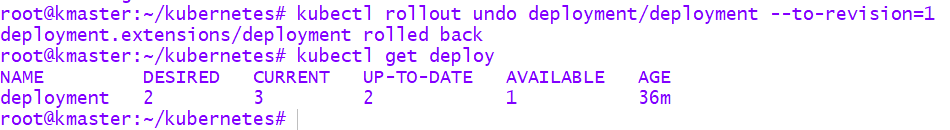 root@kmaster:~/kubernetes# kubectl rollout undo deployment/deployment --to-revision=1
deployment.extensions/deployment rolled back
root@kmaster:~/kubernetes# kubectl get deploy
NAME DESIRED CURRENT UP-TO-DATE AVAILABLE AGE
deployment 2 3 2 1 36m
root@kmaster:~/kubernetes#